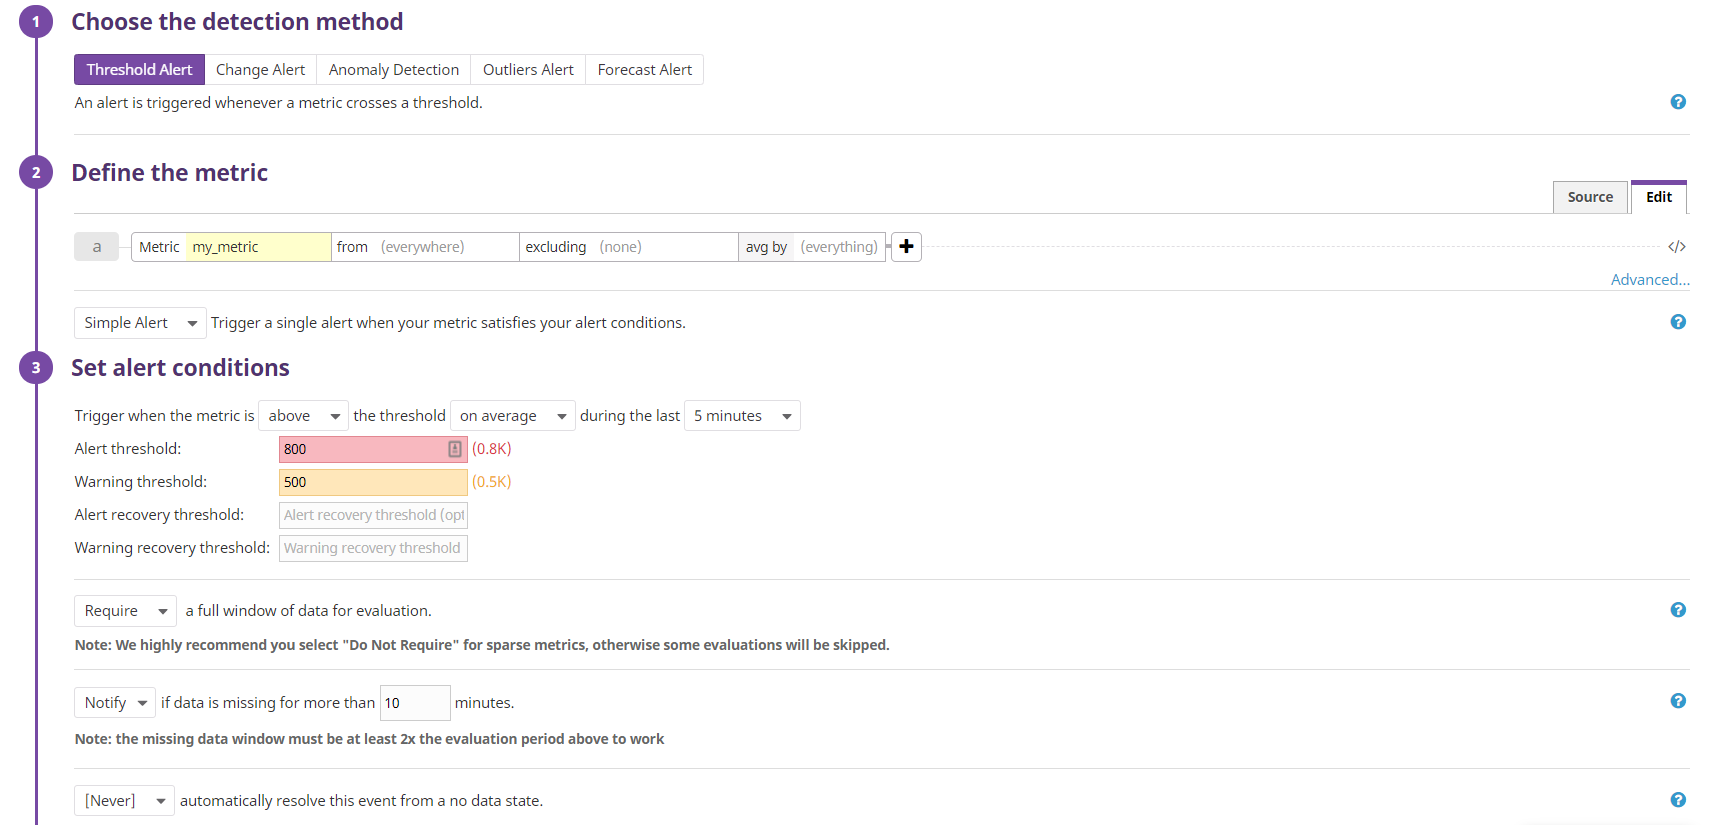 1 Choose the detection method
Threshold Alert Change Alert Anomaly Detection Outliers Alert Forecast Alert
An alert is triggered whenever a metric crosses a threshold. ?
2 Define the metric
Source Edit
a Metric my_metric from (everywhere) excluding (none) avg by (everything) + </>
Advanced...
Simple Alert Trigger a single alert when your metric satisfies your alert conditions. ?
3 Set alert conditions
Trigger when the metric is above the threshold on average during the last 5 minutes
Alert threshold: 800 (0.8K)
Warning threshold: 500 (0.5K)
Alert recovery threshold: Alert recovery threshold (opt
Warning recovery threshold: Warning recovery threshold
Require a full window of data for evaluation. ?
Note: We highly recommend you select "Do Not Require" for sparse metrics, otherwise some evaluations will be skipped.
Notify if data is missing for more than 10 minutes. ?
Note: the missing data window must be at least 2x the evaluation period above to work
[Never] automatically resolve this event from a no data state. ?